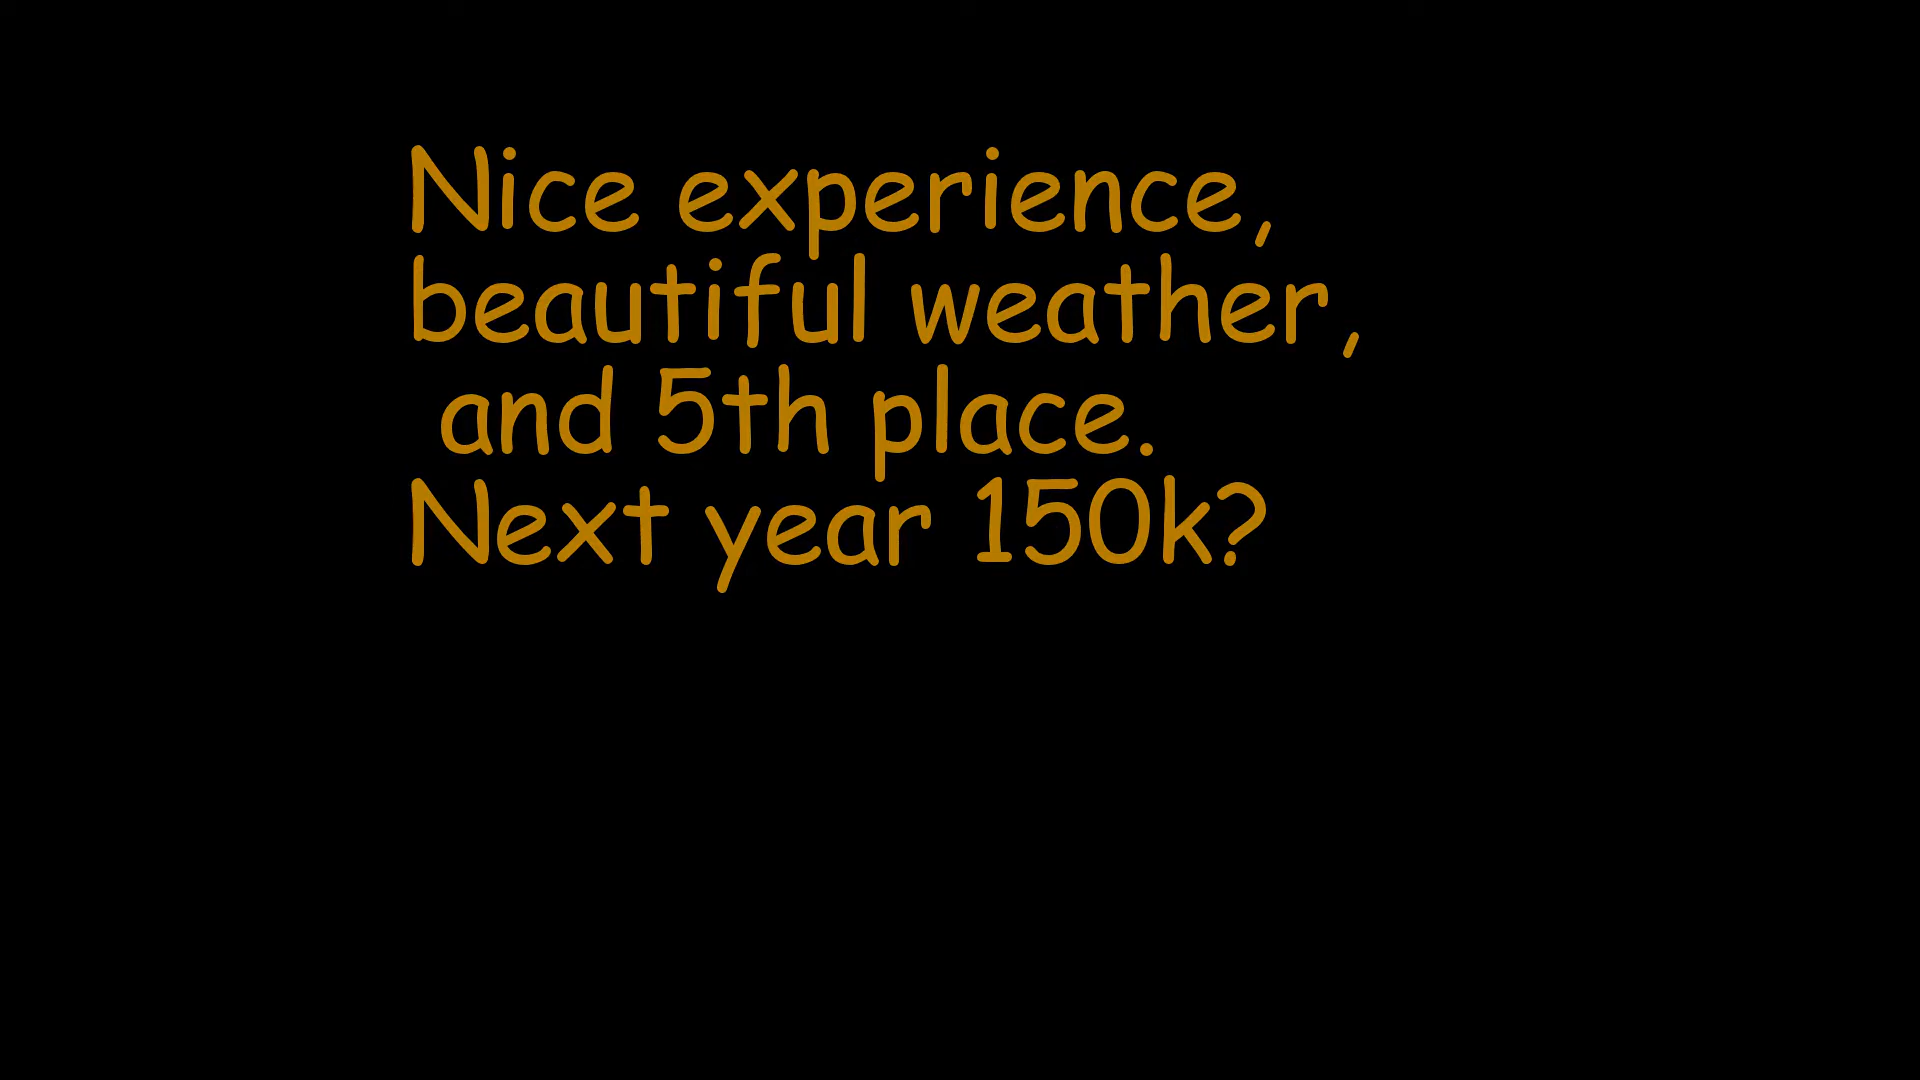 Nice experience,
beautiful weather,
and 5th place.
Next year 150k?